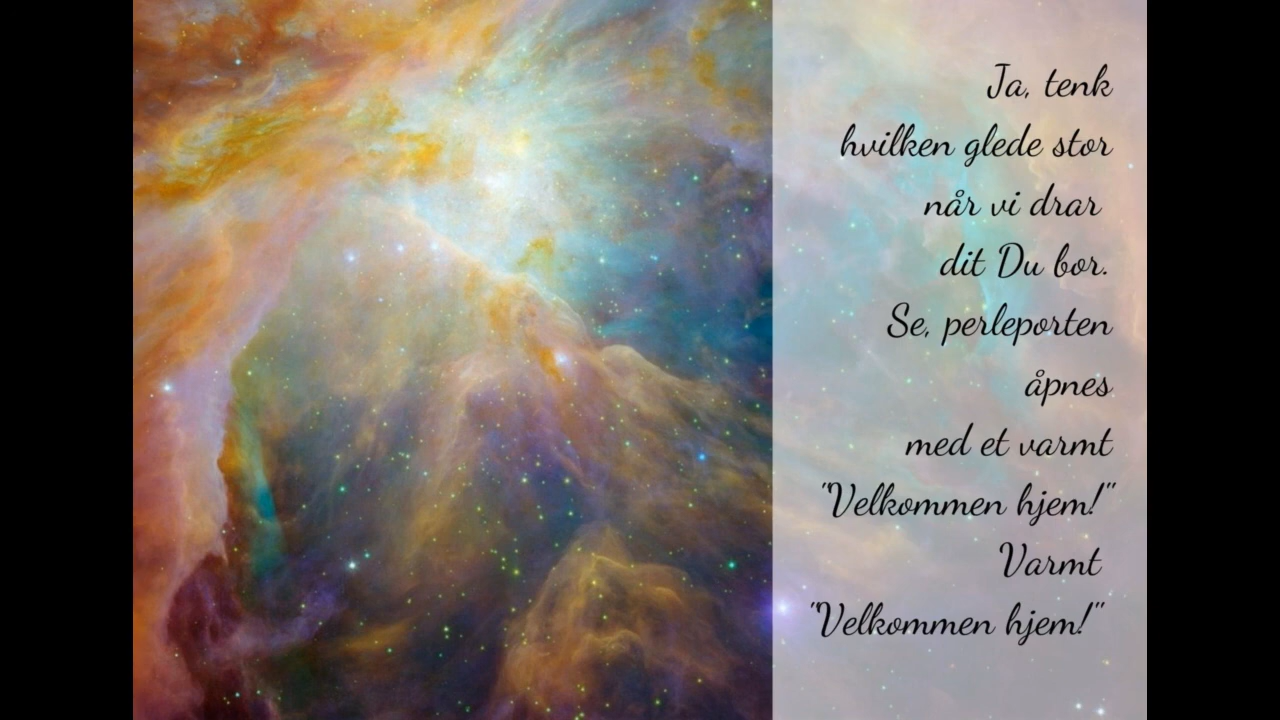 Ja, tenk
hvilken glede stor
når vi drar
dit Du bor.
Se, perleporten
åpnes
med et varmt
"Velkommen hjem!"
Varmt
"Velkommen hjem!"